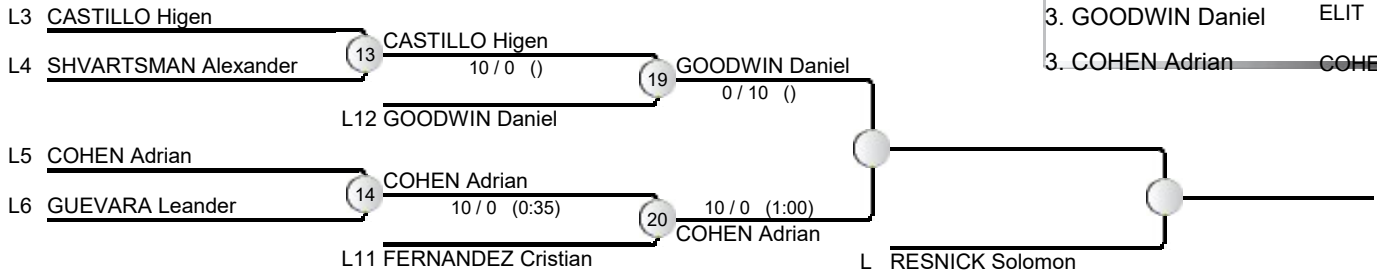 L3 CASTILLO Higen
3. GOODWIN Daniel ELIT
13 CASTILLO Higen
L4 SHVARTSMAN Alexander
10 / 0 ()
3. COHEN Adrian COHE
19 GOODWIN Daniel
0 / 10 ()
L12 GOODWIN Daniel
L5 COHEN Adrian
14 COHEN Adrian
L6 GUEVARA Leander
10 / 0 (0:35)
20 10 / 0 (1:00)
COHEN Adrian
L11 FERNANDEZ Cristian
L RESNICK Solomon